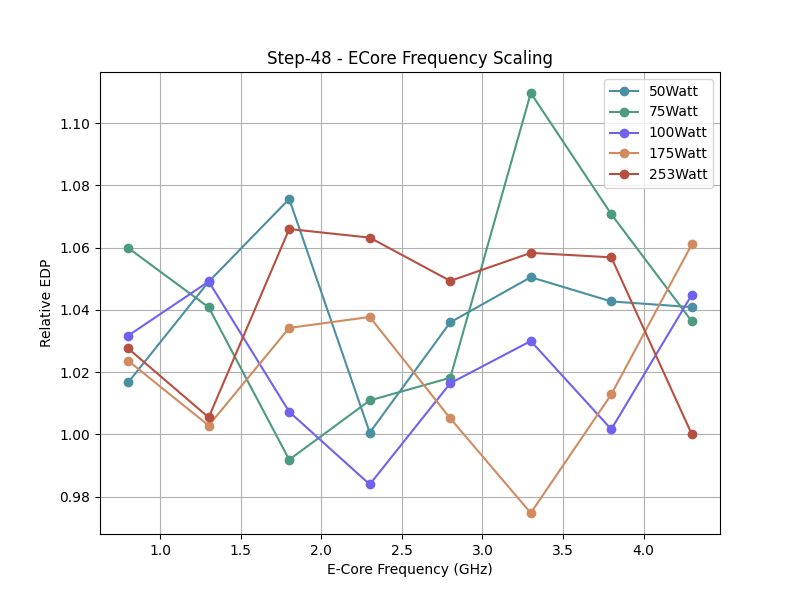 Step-48 - ECore Frequency Scaling
50Watt
75Watt
100Watt
175Watt
253Watt
Relative EDP
1.10
1.08
1.06
1.04
1.02
1.00
0.98
1.0 1.5 2.0 2.5 3.0 3.5 4.0
E-Core Frequency (GHz)